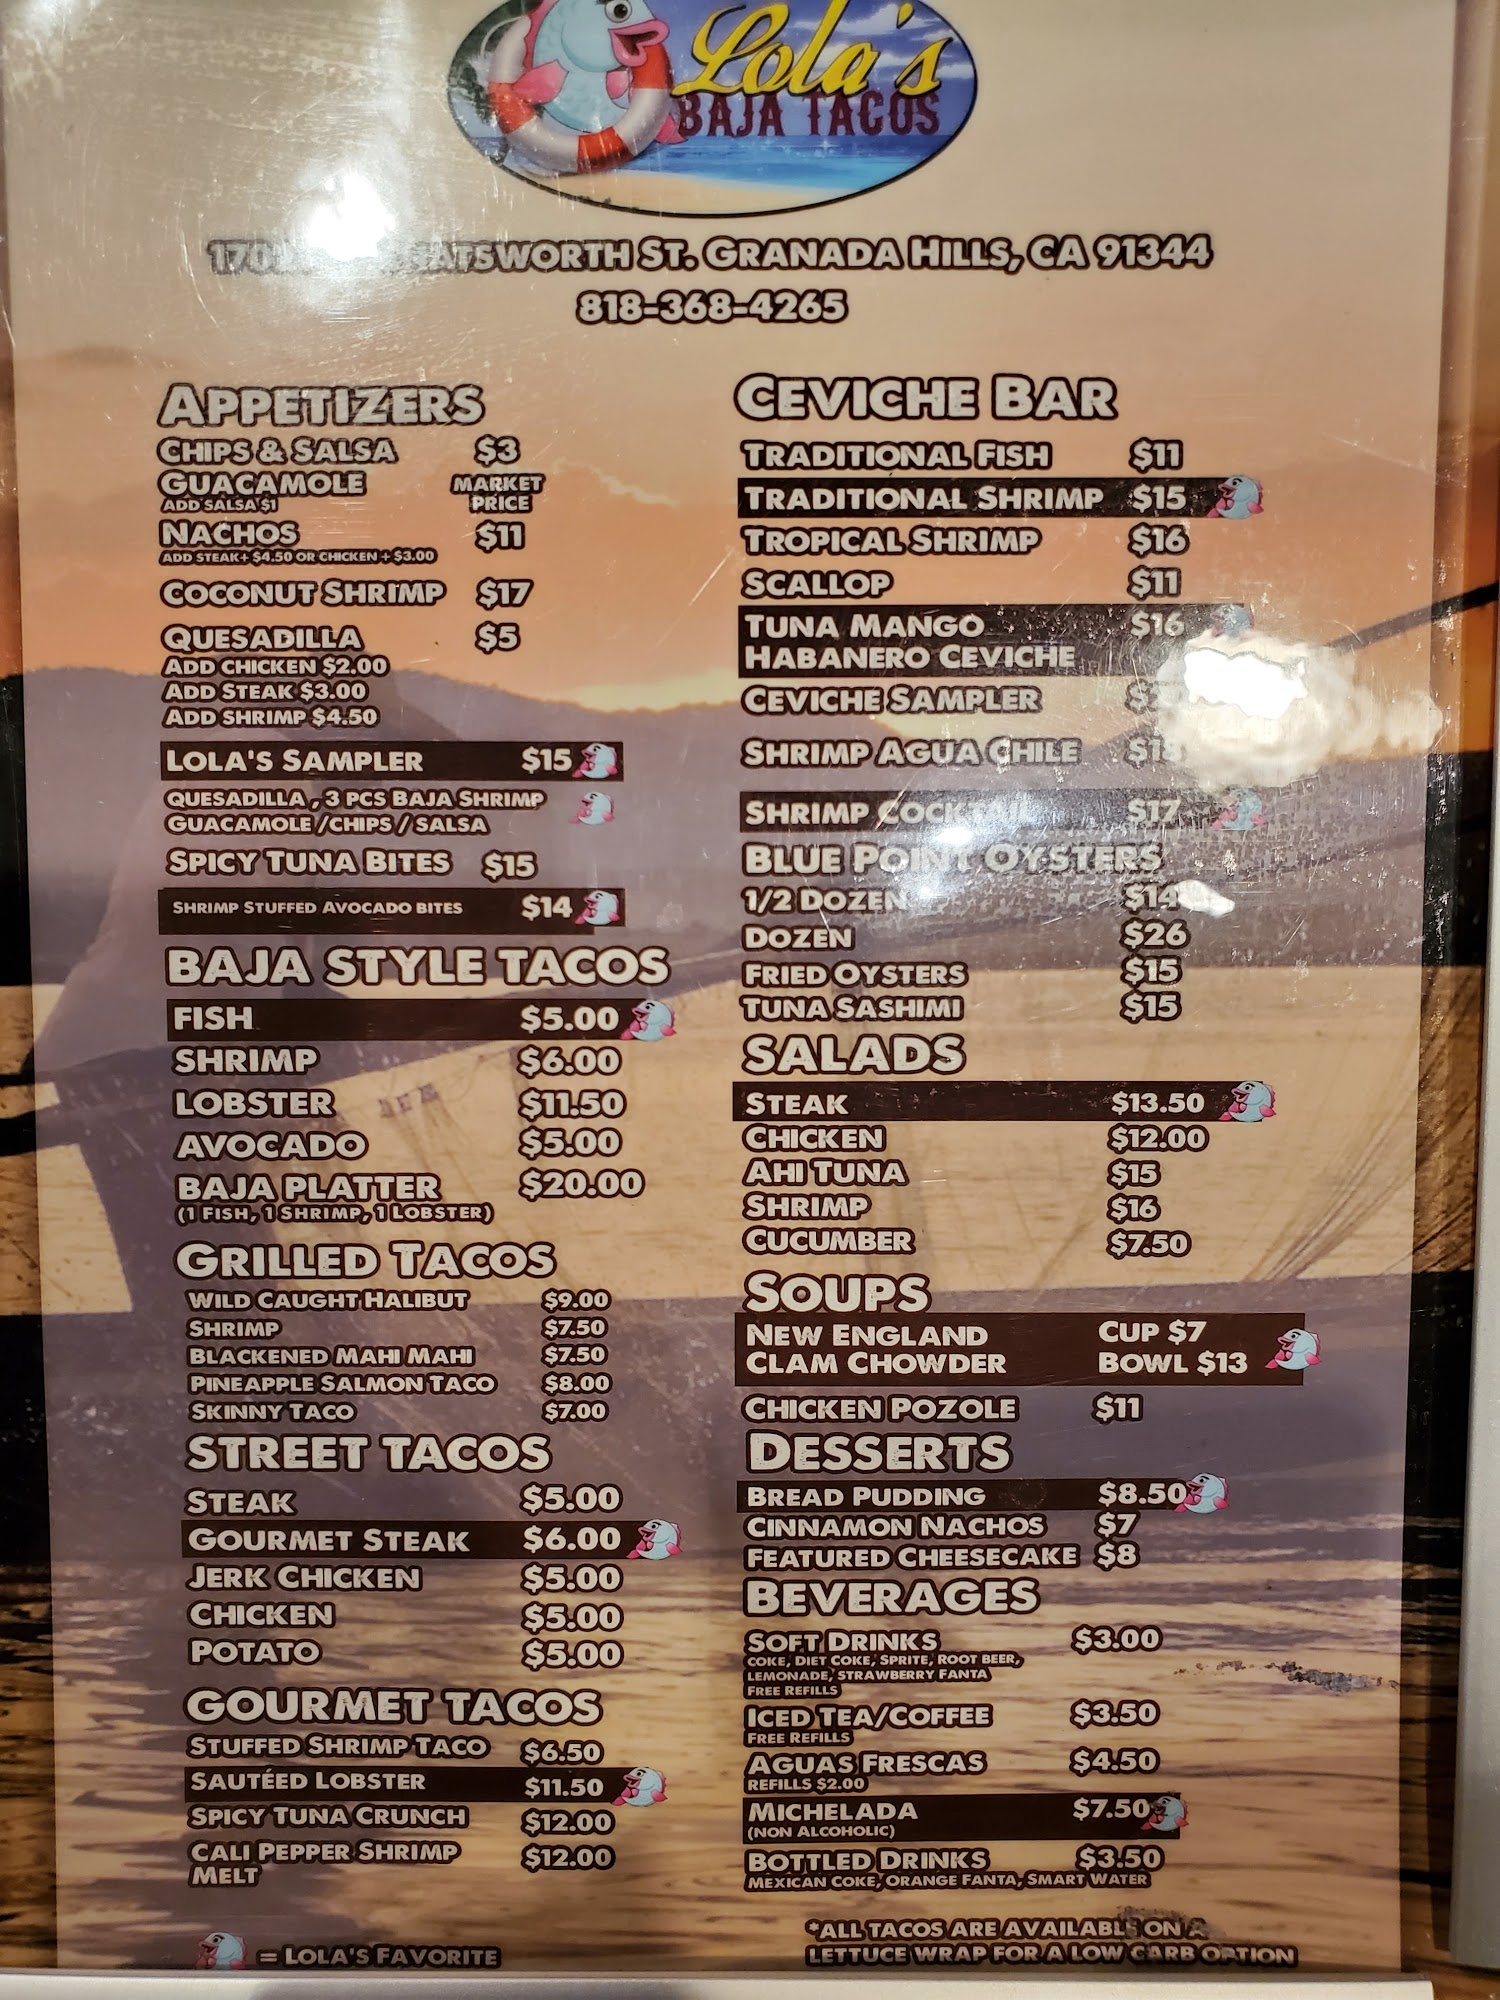 Lola's
BAJA TACOS
ST. GRANADA HILLS, CA 91344
818-368-4265
APPETIZERS
CHIPS & SALSA $3
GUACAMOLE MARKET PRICE
ADD SALSA $1
NACHOS $11
ADD STEAK+ $4.50 OR CHICKEN + $3.00
COCONUT SHRIMP $17
QUESADILLA $5
ADD CHICKEN $2.00
ADD STEAK $3.00
ADD SHRIMP $4.50
LOLA'S SAMPLER $15
QUESADILLA , 3 PCS BAJA SHRIMP
GUACAMOLE /CHIPS / SALSA
SPICY TUNA BITES $15
SHRIMP STUFFED AVOCADO BITES $14
BAJA STYLE TACOS
FISH $5.00
SHRIMP $6.00
LOBSTER $11.50
AVOCADO $5.00
BAJA PLATTER $20.00
(1 FISH, 1 SHRIMP, 1 LOBSTER)
GRILLED TACOS
WILD CAUGHT HALIBUT $9.00
SHRIMP $7.50
BLACKENED MAHI MAHI $7.50
PINEAPPLE SALMON TACO $8.00
SKINNY TACO $7.00
STREET TACOS
STEAK $5.00
GOURMET STEAK $6.00
JERK CHICKEN $5.00
CHICKEN $5.00
POTATO $5.00
GOURMET TACOS
STUFFED SHRIMP TACO $6.50
SAUTÉED LOBSTER $11.50
SPICY TUNA CRUNCH $12.00
CALI PEPPER SHRIMP $12.00
MELT
= LOLA'S FAVORITE
CEVICHE BAR
TRADITIONAL FISH $11
TRADITIONAL SHRIMP $15
TROPICAL SHRIMP $16
SCALLOP $11
TUNA MANGO $16
HABANERO CEVICHE
CEVICHE SAMPLER
SHRIMP AGUA CHILE $18
SHRIMP COCKTAIL $17
BLUE POINT OYSTERS
1/2 DOZEN $14
DOZEN $26
FRIED OYSTERS $15
TUNA SASHIMI $15
SALADS
STEAK $13.50
CHICKEN $12.00
AHI TUNA $15
SHRIMP $16
CUCUMBER $7.50
SOUPS
NEW ENGLAND CUP $7
CLAM CHOWDER BOWL $13
CHICKEN POZOLE $11
DESSERTS
BREAD PUDDING $8.50
CINNAMON NACHOS $7
FEATURED CHEESECAKE $8
BEVERAGES
SOFT DRINKS $3.00
COKE, DIET COKE, SPRITE, ROOT BEER,
LEMONADE, STRAWBERRY FANTA
FREE REFILLS
ICED TEA/COFFEE $3.50
FREE REFILLS
AGUAS FRESCAS $4.50
REFILLS $2.00
MICHELADA $7.50
(NON ALCOHOLIC)
BOTTLED DRINKS $3.50
MEXICAN COKE, ORANGE FANTA, SMART WATER
*ALL TACOS ARE AVAILABLE ON A
LETTUCE WRAP FOR A LOW CARB OPTION